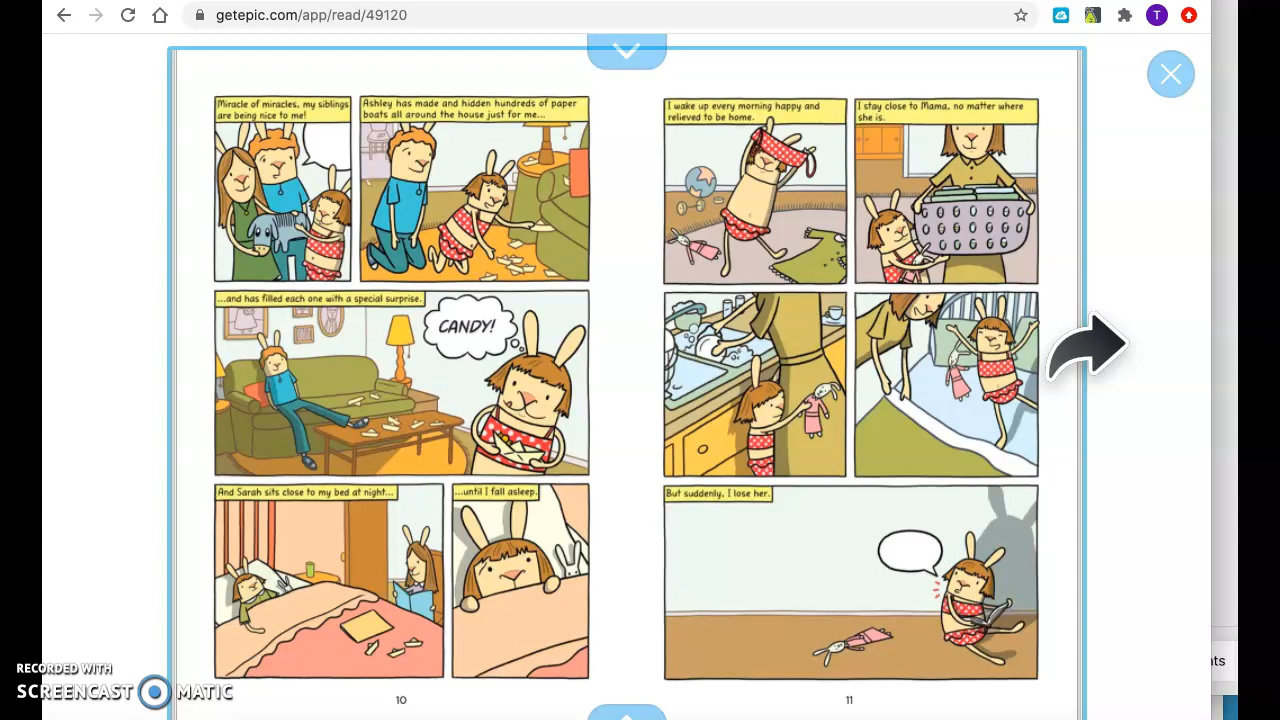 getepic.com/app/read/49120
T
Miracle of miracles, my siblings
are being nice to me!
Ashley has made and hidden hundreds of paper
boats all around the house just for me...
...and has filled each one with a special surprise.
CANDY!
And Sarah sits close to my bed at night...
...until I fall asleep.
10
I wake up every morning happy and
relieved to be home.
I stay close to Mama, no matter where
she is.
But suddenly, I lose her.
11
nts
RECORDED WITH
SCREENCAST MATIC